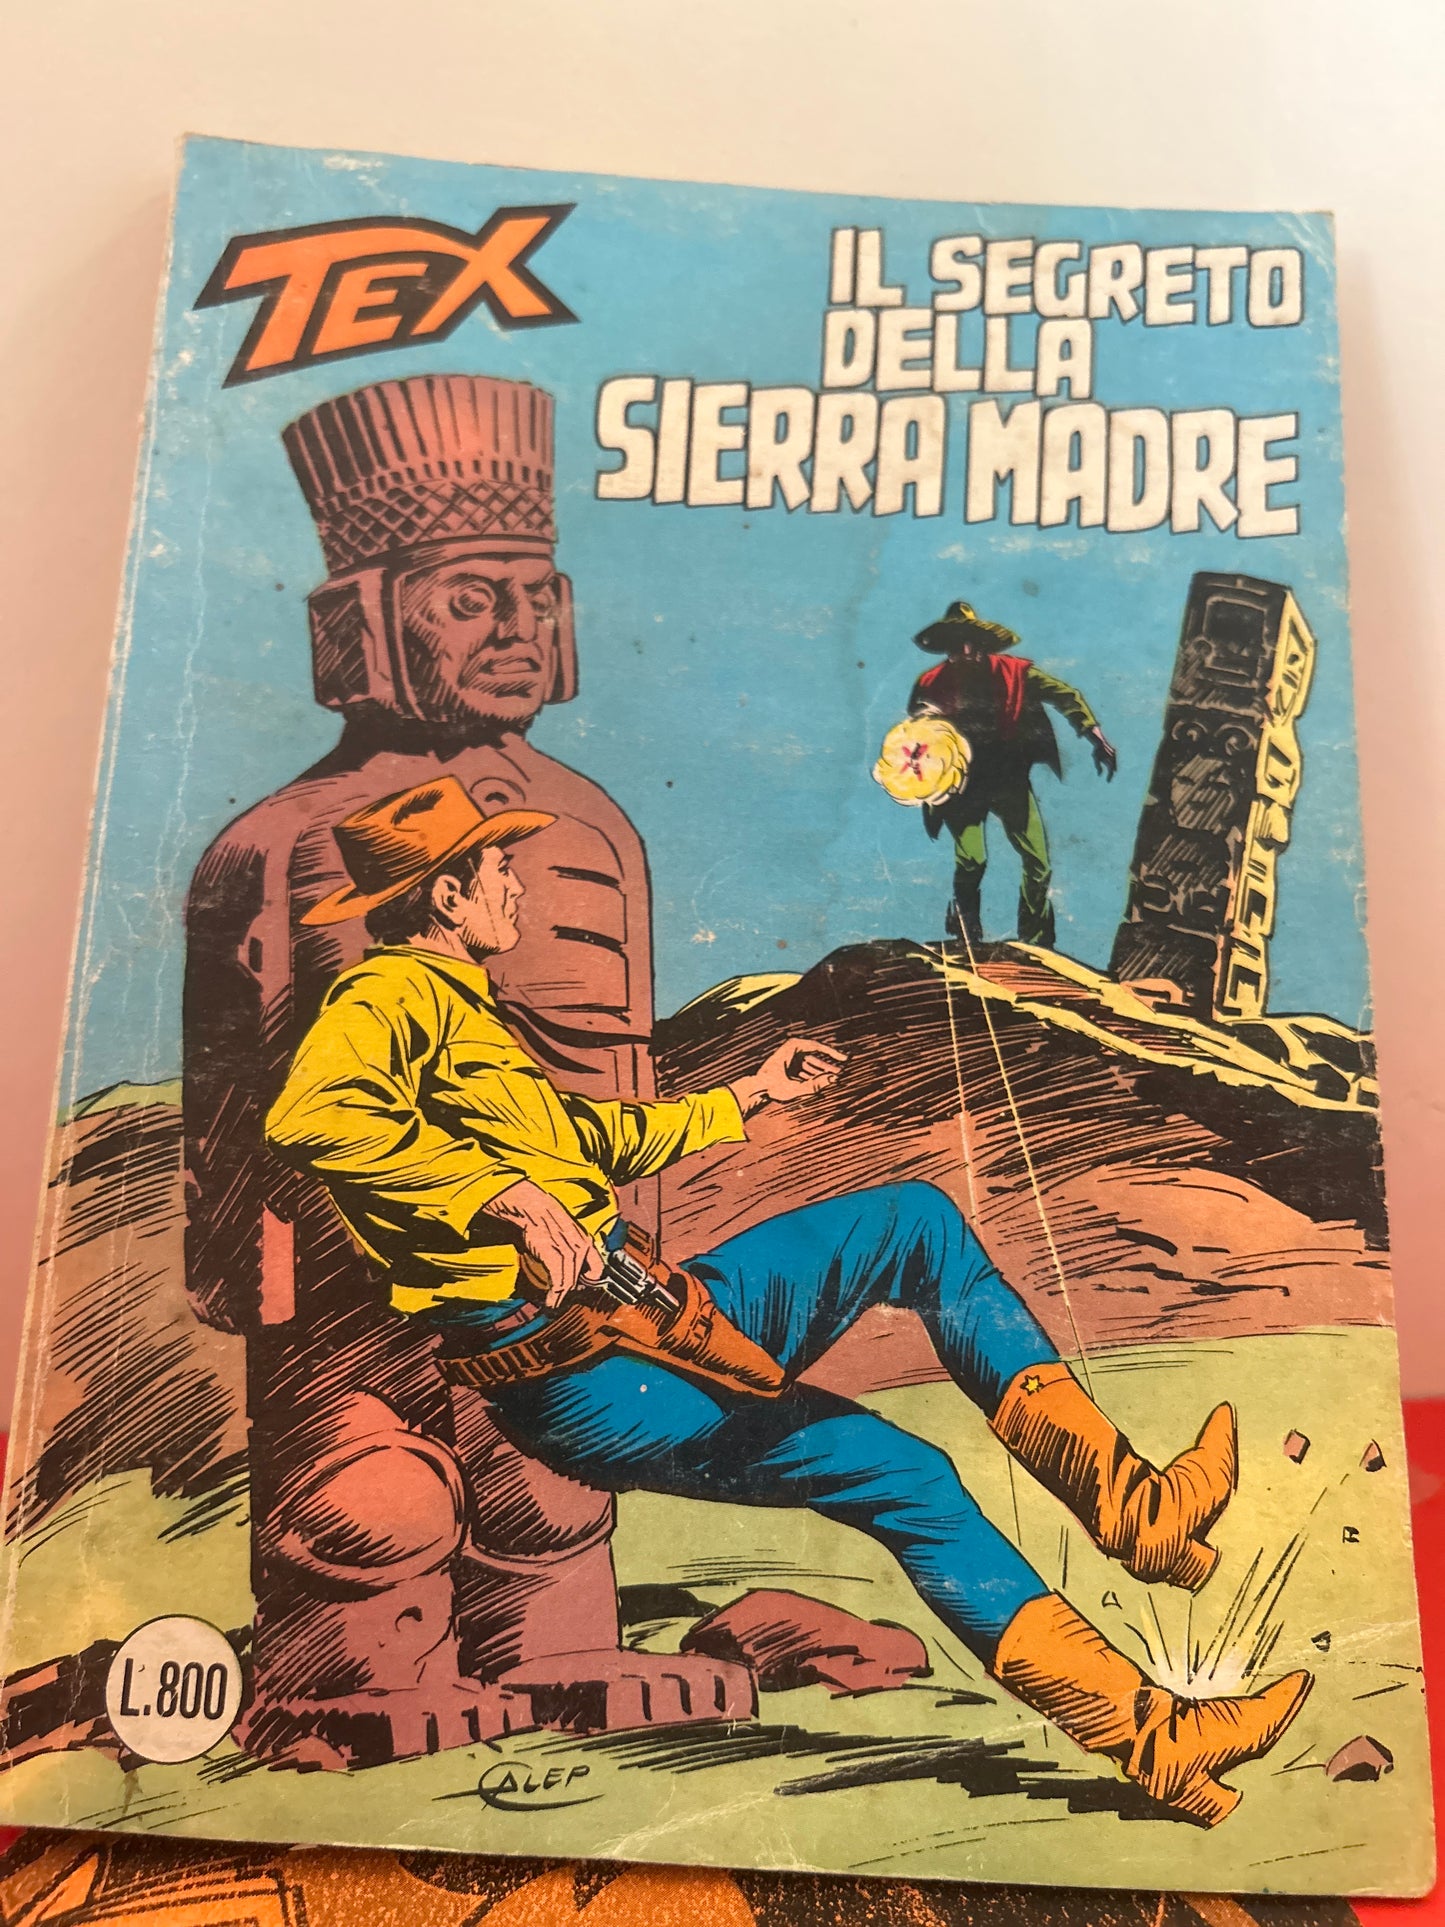 TEX
IL SEGRETO
DELLA
SIERRA MADRE
L.800
GALEP